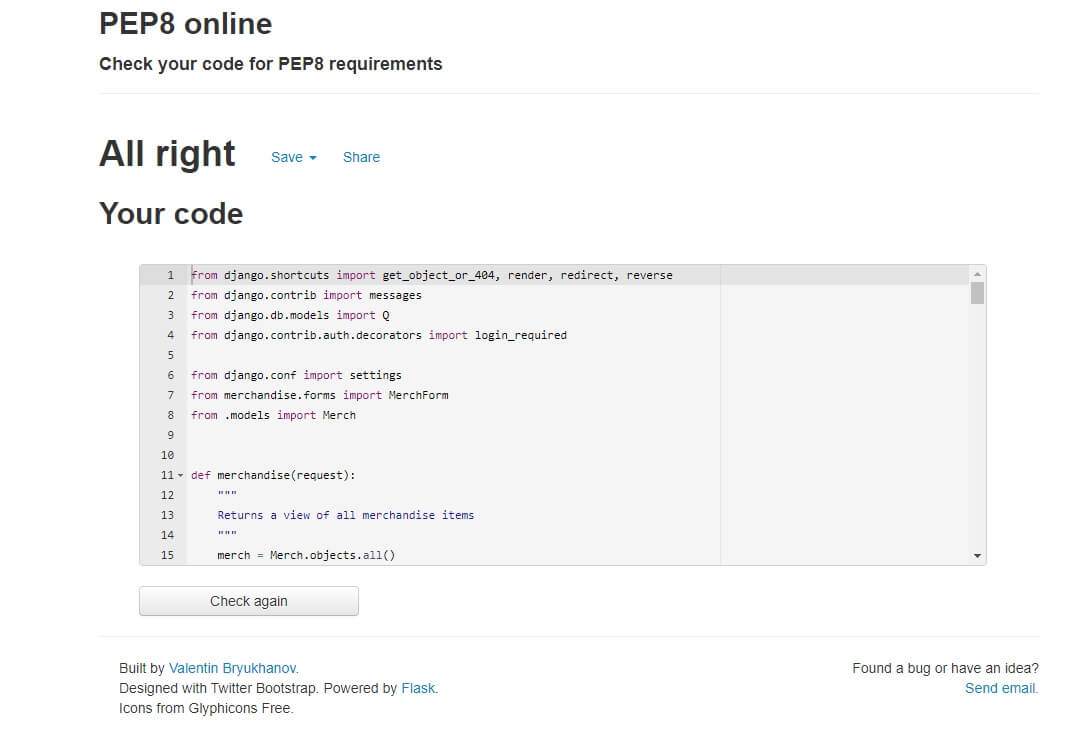 PEP8 online
Check your code for PEP8 requirements
All right Save Share
Your code
1 from django.shortcuts import get_object_or_404, render, redirect, reverse
2 from django.contrib import messages
3 from django.db.models import Q
4 from django.contrib.auth.decorators import login_required
5
6 from django.conf import settings
7 from merchandise.forms import MerchForm
8 from .models import Merch
9
10
11 def merchandise(request):
12     """
13     Returns a view of all merchandise items
14     """
15     merch = Merch.objects.all()
Check again
Built by Valentin Bryukhanov. Found a bug or have an idea?
Designed with Twitter Bootstrap. Powered by Flask. Send email.
Icons from Glyphicons Free.